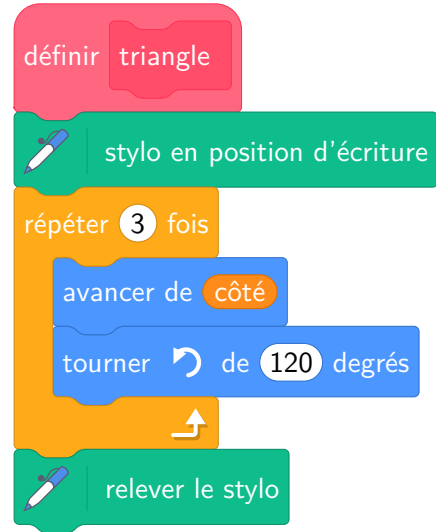 définir triangle
stylo en position d'écriture
répéter 3 fois
avancer de côté
tourner de 120 degrés
relever le stylo